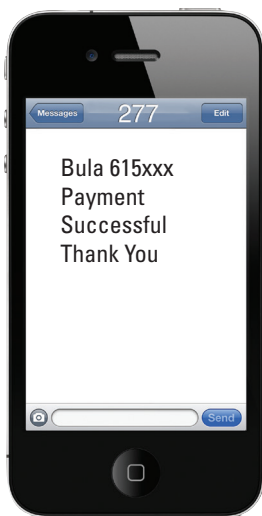 Messages 277 Edit
Bula 615xxx
Payment
Successful
Thank You
Send